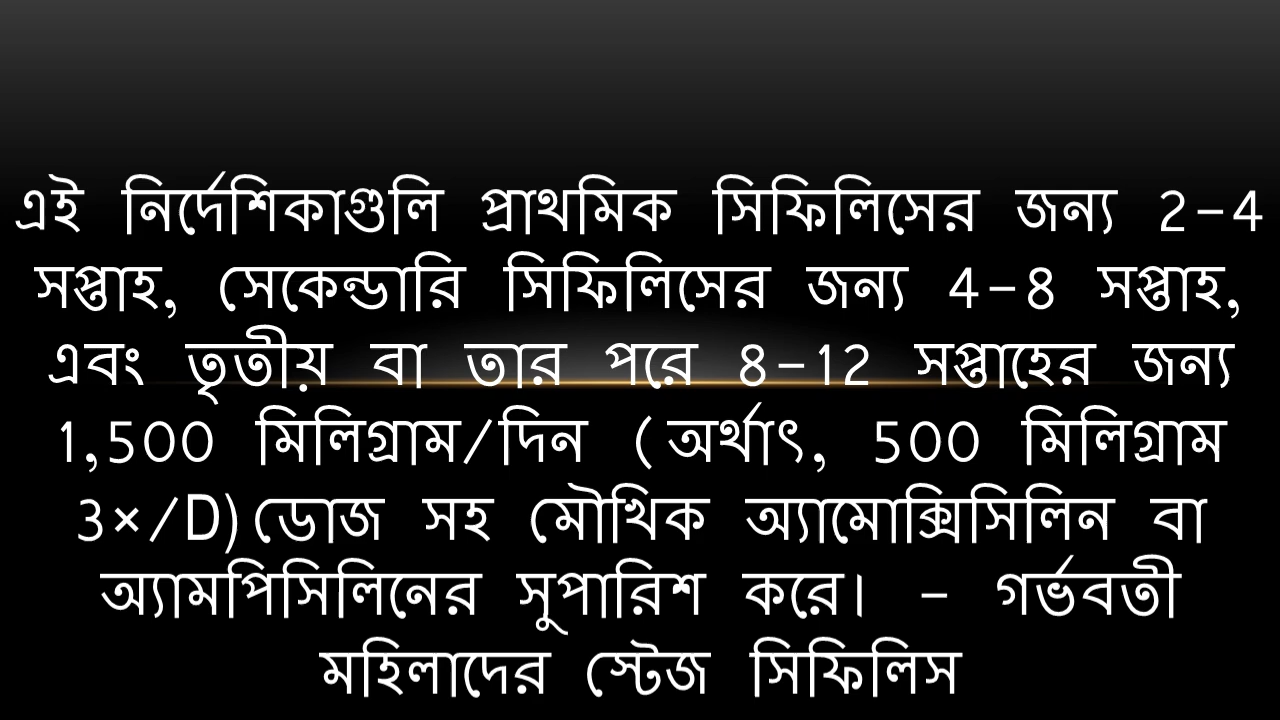 এই নির্দেশিকাগুলি প্রাথমিক সিফিলিসের জন্য 2-4
সপ্তাহ, সেকেন্ডারি সিফিলিসের জন্য 4-8 সপ্তাহ,
এবং তৃতীয় বা তার পরে 8-12 সপ্তাহের জন্য
1,500 মিলিগ্রাম/দিন (অর্থাৎ, 500 মিলিগ্রাম
3×/D)ডোজ সহ মৌখিক অ্যামোক্সিসিলিন বা
অ্যামপিসিলিনের সুপারিশ করে। - গর্ভবতী
মহিলাদের স্টেজ সিফিলিস